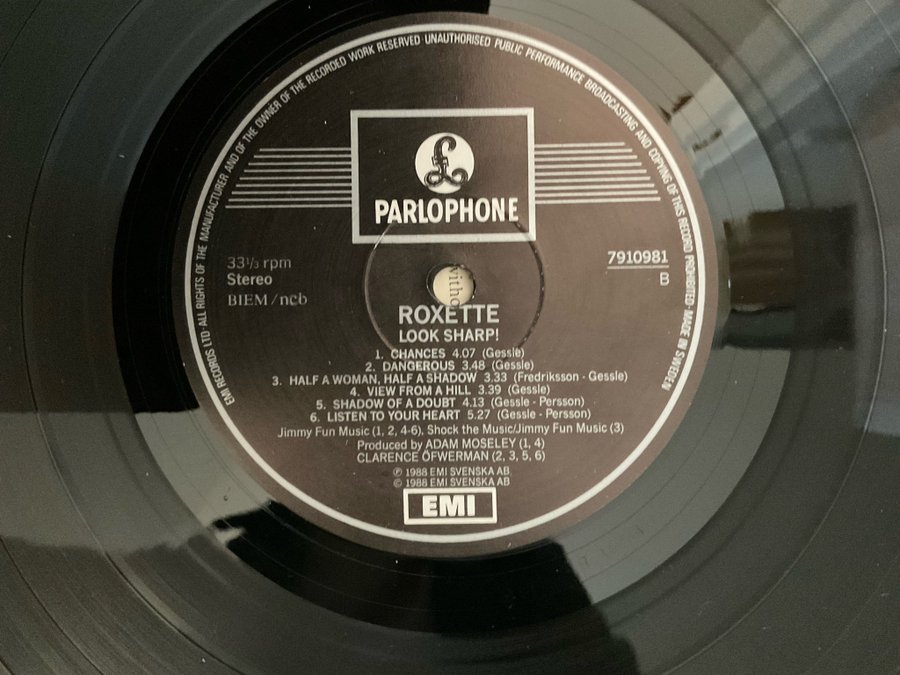 EMI RECORDS LTD·ALL RIGHTS OF THE MANUFACTURER AND OF THE OWNER OF THE RECORDED WORK RESERVED·UNAUTHORISED PUBLIC PERFORMANCE BROADCASTING AND COPYING OF THIS RECORD PROHIBITED·MADE IN SWEDEN
£
PARLOPHONE
33⅓ rpm
Stereo
BIEM/ncb
7910981
B
ROXETTE
LOOK SHARP!
1. CHANCES 4.07 (Gessle)
2. DANGEROUS 3.48 (Gessle)
3. HALF A WOMAN, HALF A SHADOW 3.33 (Fredriksson - Gessle)
4. VIEW FROM A HILL 3.39 (Gessle)
5. SHADOW OF A DOUBT 4.13 (Gessle - Persson)
6. LISTEN TO YOUR HEART 5.27 (Gessle - Persson)
Jimmy Fun Music (1, 2, 4-6). Shock the Music/Jimmy Fun Music (3)
Produced by ADAM MOSELEY (1, 4)
CLARENCE ÖFWERMAN (2, 3, 5, 6)
℗ 1988 EMI SVENSKA AB
© 1988 EMI SVENSKA AB
EMI